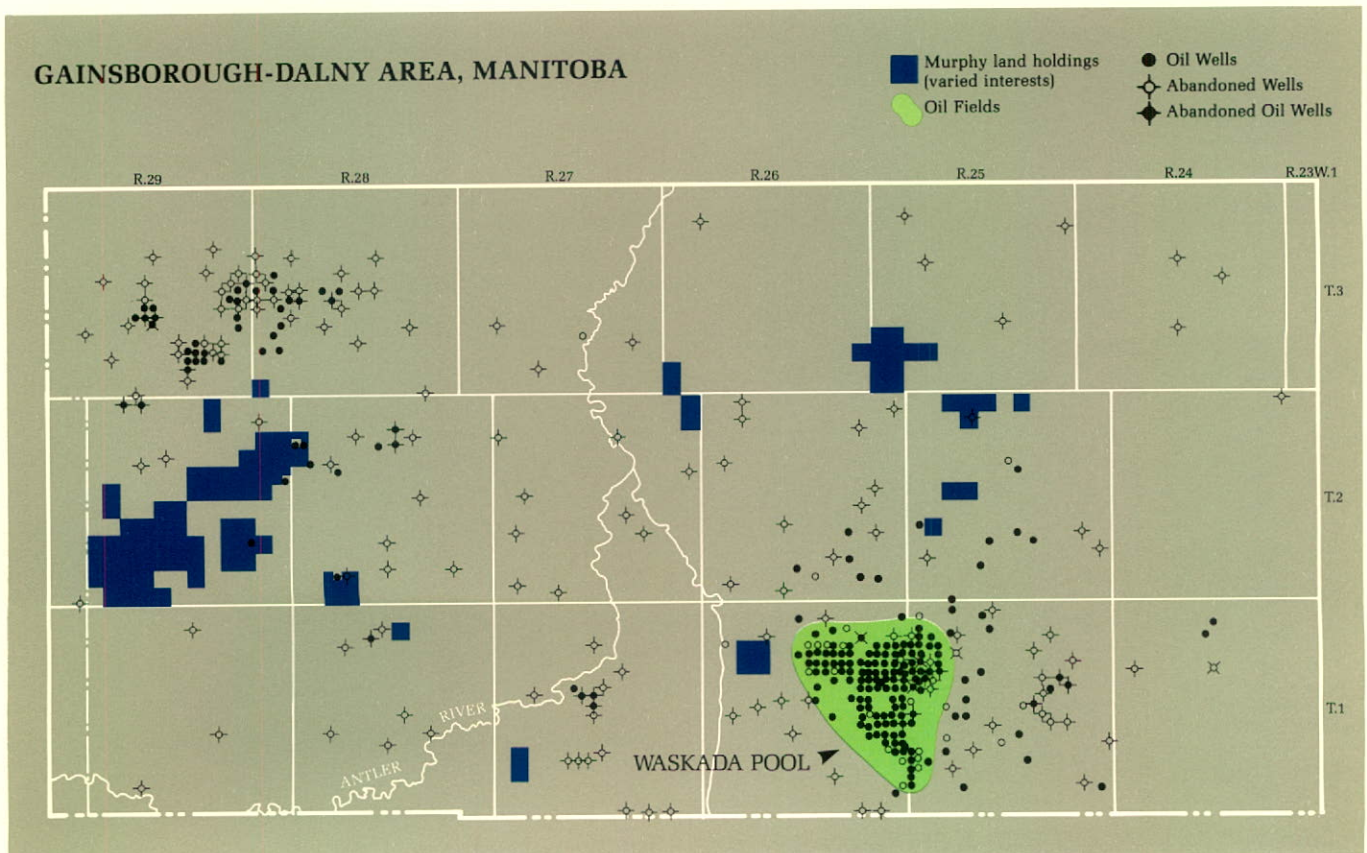 GAINSBOROUGH-DALNY AREA, MANITOBA
Murphy land holdings
(varied interests)
Oil Fields
Oil Wells
Abandoned Wells
Abandoned Oil Wells
R.29 R.28 R.27 R.26 R.25 R.24 R.23W.1
T.3
T.2
T.1
RIVER
ANTLER
WASKADA POOL